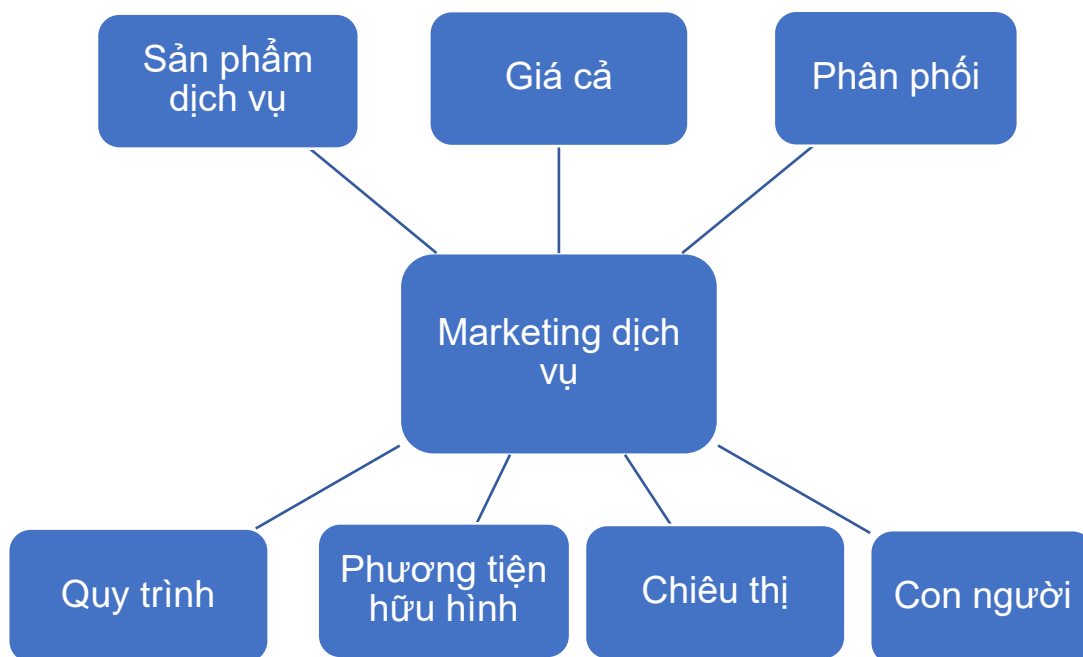 Sản phẩm
dịch vụ
Giá cả
Phân phối
Marketing dịch
vụ
Quy trình
Phương tiện
hữu hình
Chiêu thị
Con người